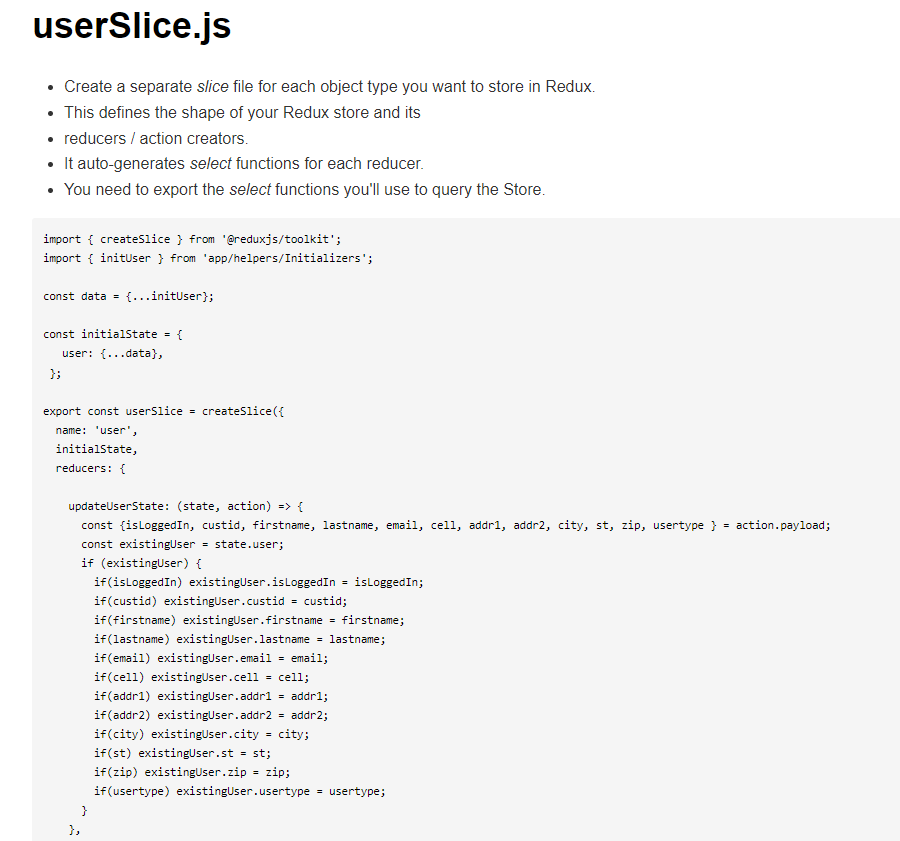 userSlice.js
• Create a separate slice file for each object type you want to store in Redux.
• This defines the shape of your Redux store and its
• reducers / action creators.
• It auto-generates select functions for each reducer.
• You need to export the select functions you'll use to query the Store.
import { createSlice } from '@reduxjs/toolkit';
import { initUser } from 'app/helpers/Initializers';

const data = {...initUser};

const initialState = {
   user: {...data},
 };

export const userSlice = createSlice({
  name: 'user',
  initialState,
  reducers: {

    updateUserState: (state, action) => {
      const {isLoggedIn, custid, firstname, lastname, email, cell, addr1, addr2, city, st, zip, usertype } = action.payload;
      const existingUser = state.user;
      if (existingUser) {
        if(isLoggedIn) existingUser.isLoggedIn = isLoggedIn;
        if(custid) existingUser.custid = custid;
        if(firstname) existingUser.firstname = firstname;
        if(lastname) existingUser.lastname = lastname;
        if(email) existingUser.email = email;
        if(cell) existingUser.cell = cell;
        if(addr1) existingUser.addr1 = addr1;
        if(addr2) existingUser.addr2 = addr2;
        if(city) existingUser.city = city;
        if(st) existingUser.st = st;
        if(zip) existingUser.zip = zip;
        if(usertype) existingUser.usertype = usertype;
      }
    },